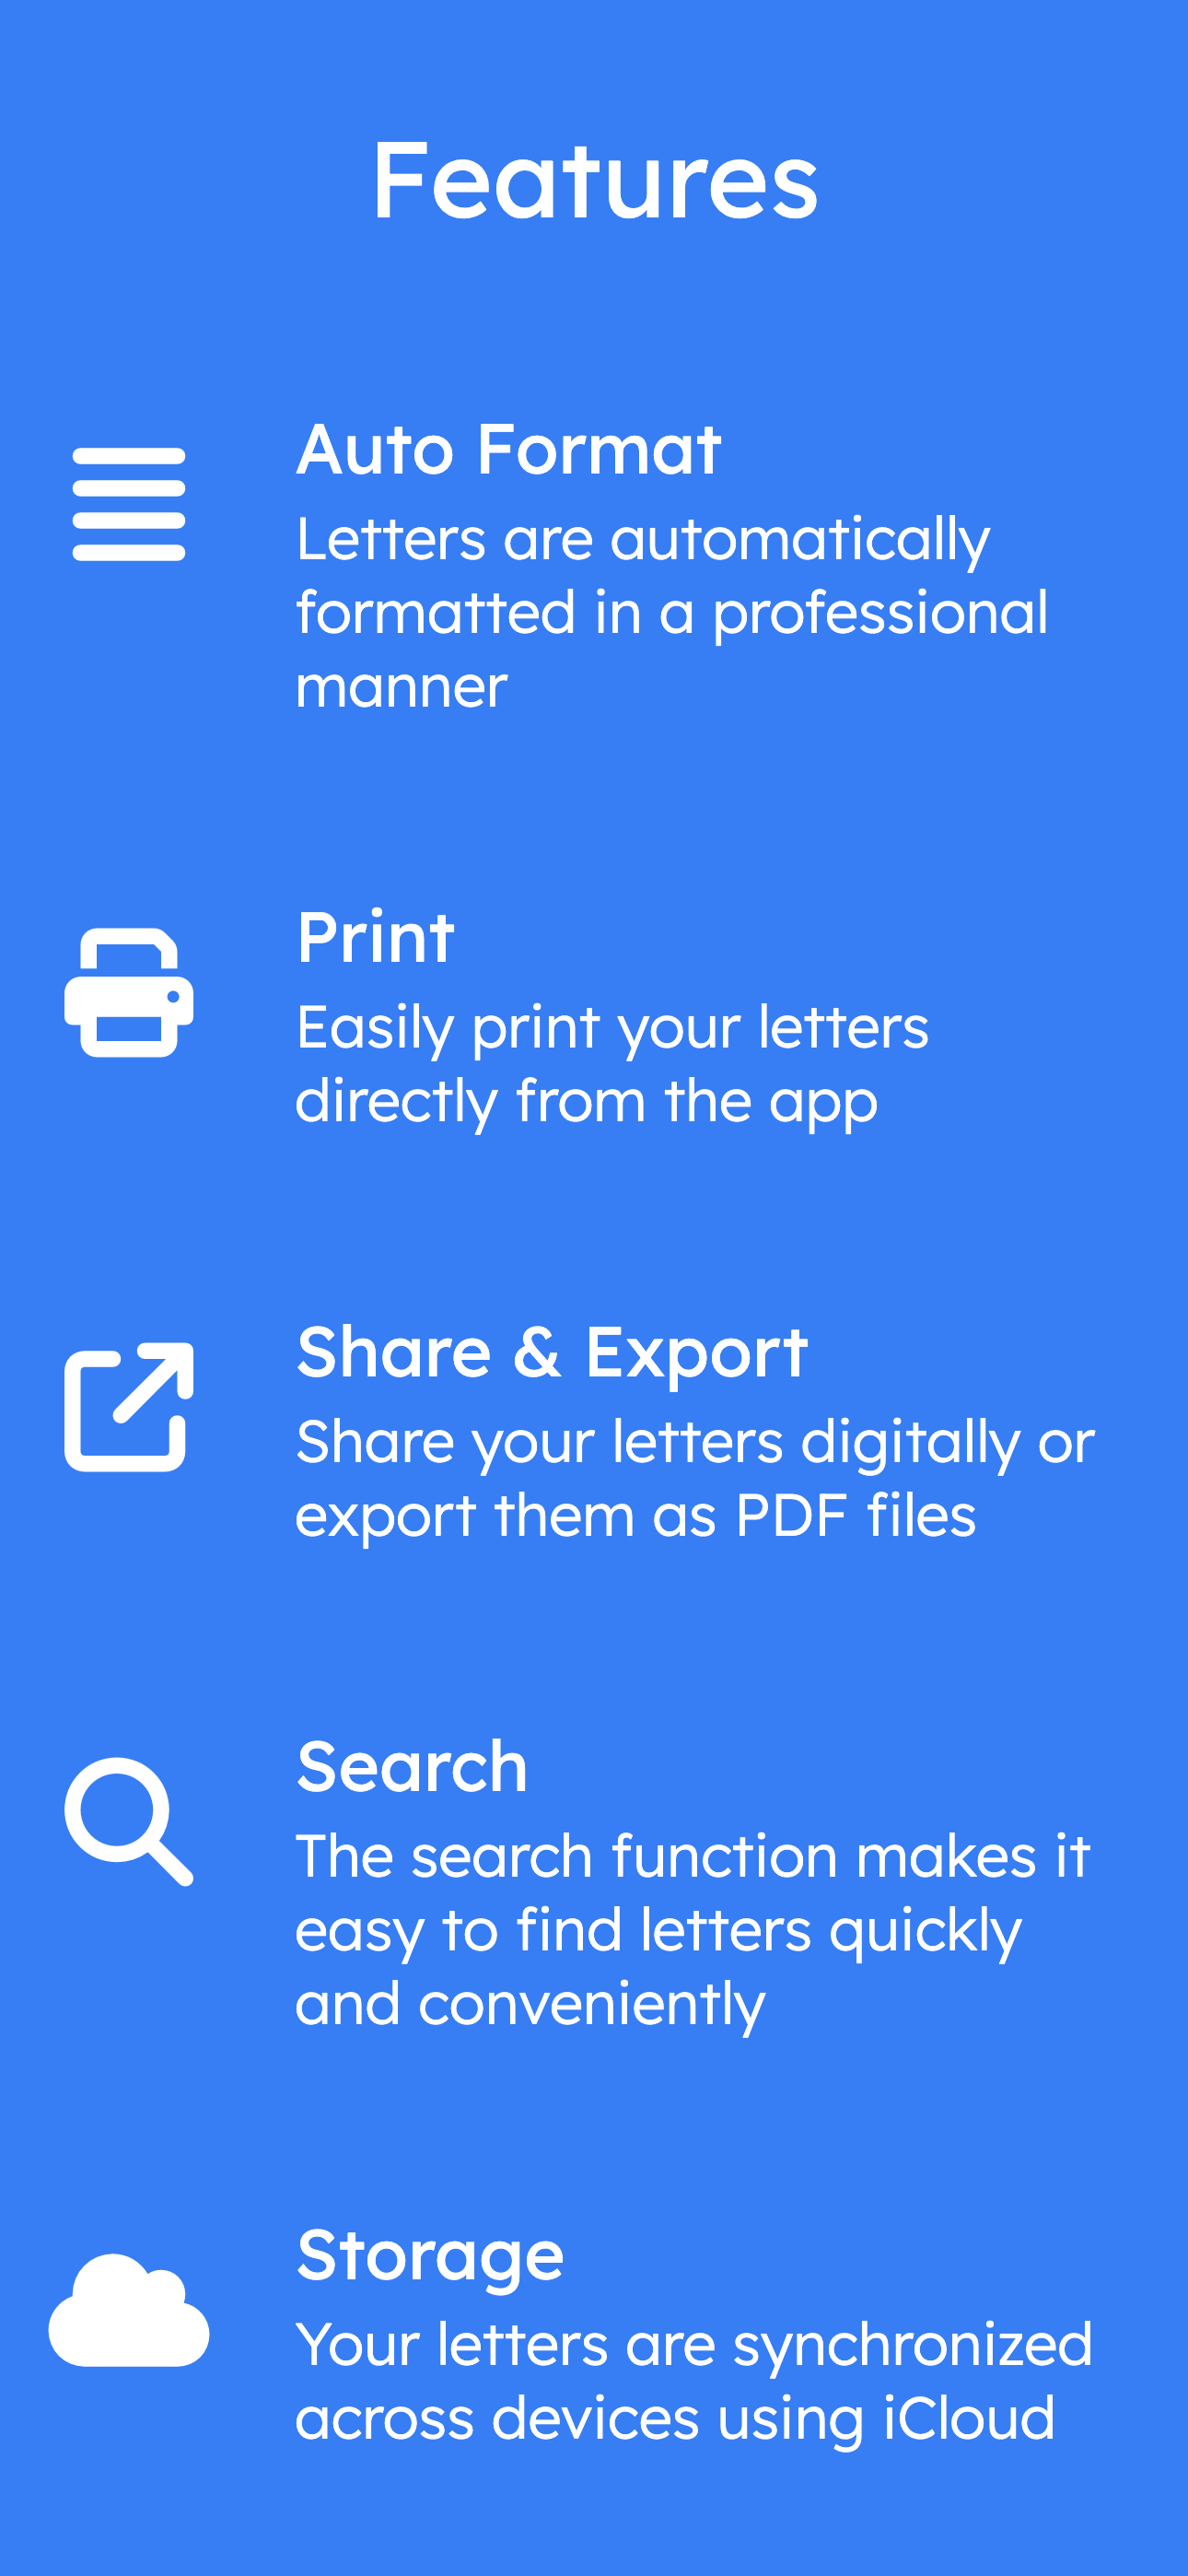 Features
Auto Format
Letters are automatically
formatted in a professional
manner
Print
Easily print your letters
directly from the app
Share & Export
Share your letters digitally or
export them as PDF files
Search
The search function makes it
easy to find letters quickly
and conveniently
Storage
Your letters are synchronized
across devices using iCloud